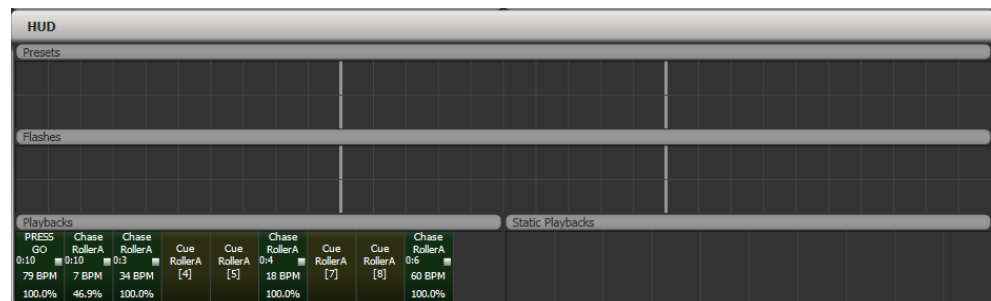 HUD
Presets
Flashes
Playbacks
Static Playbacks
PRESS GO 0:10 79 BPM 100.0%
Chase RollerA 0:10 7 BPM 46.9%
Chase RollerA 0:3 34 BPM 100.0%
Cue RollerA [4]
Cue RollerA [5]
Chase RollerA 0:4 18 BPM 100.0%
Cue RollerA [7]
Cue RollerA [8]
Chase RollerA 0:6 60 BPM 100.0%